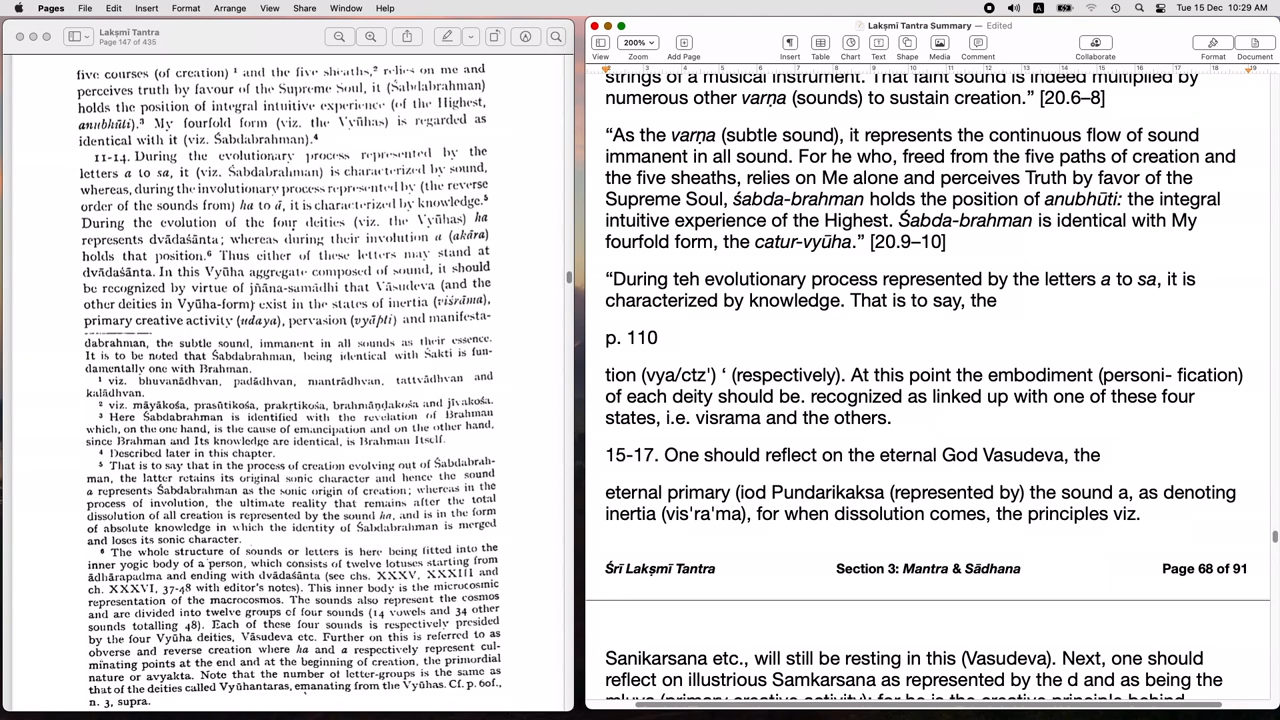 Pages File Edit Insert Format Arrange View Share Window Help
A
Tue 15 Dec 10:29 AM
Lakṣmī Tantra
Page 147 of 435
five courses (of creation) ¹ and the five sheaths,² relies on me and
perceives truth by favour of the Supreme Soul, it (Śabdabrahman)
holds the position of integral intuitive experience (of the Highest,
anubhūti).³ My fourfold form (viz. the Vyūhas) is regarded as
identical with it (viz. Śabdabrahman).⁴
11-14. During the evolutionary process represented by the
letters a to sa, it (viz. Śabdabrahman) is characterized by sound,
whereas, during the involutionary process represented by (the reverse
order of the sounds from) ha to ā, it is characterized by knowledge.⁵
During the evolution of the four deities (viz. the Vyūhas) ha
represents dvādaśānta; whereas during their involution a (akāra)
holds that position.⁶ Thus either of these letters may stand at
dvādaśānta. In this Vyūha aggregate composed of sound, it should
be recognized by virtue of jñāna-samādhi that Vāsudeva (and the
other deities in Vyūha-form) exist in the states of inertia (viśrāma),
primary creative activity (udaya), pervasion (vyāpti) and manifesta-
dabrahman, the subtle sound, immanent in all sounds as their essence.
It is to be noted that Śabdabrahman, being identical with Śakti is fun-
damentally one with Brahman.
¹ viz. bhuvanādhvan, padādhvan, mantrādhvan, tattvādhvan and
kalādhvan.
² viz. māyākośa, prasūtikośa, prakṛtikośa, brahmāṇḍakośa and jīvakośa.
³ Here Śabdabrahman is identified with the revelation of Brahman
which, on the one hand, is the cause of emancipation and on the other hand,
since Brahman and Its knowledge are identical, is Brahman Itself.
⁴ Described later in this chapter.
⁵ That is to say that in the process of creation evolving out of Śabdabrah-
man, the latter retains its original sonic character and hence the sound
a represents Śabdabrahman as the sonic origin of creation; whereas in the
process of involution, the ultimate reality that remains after the total
dissolution of all creation is represented by the sound ha, and is in the form
of absolute knowledge in which the identity of Śabdabrahman is merged
and loses its sonic character.
⁶ The whole structure of sounds or letters is here being fitted into the
inner yogic body of a person, which consists of twelve lotuses starting from
ādhārapadma and ending with dvādaśānta (see chs. XXXV, XXXIII and
ch. XXXVI, 37-48 with editor's notes). This inner body is the microcosmic
representation of the macrocosmos. The sounds also represent the cosmos
and are divided into twelve groups of four sounds (14 vowels and 34 other
sounds totalling 48). Each of these four sounds is respectively presided
by the four Vyūha deities, Vāsudeva etc. Further on this is referred to as
obverse and reverse creation where ha and a respectively represent cul-
minating points at the end and at the beginning of creation, the primordial
nature or avyakta. Note that the number of letter-groups is the same as
that of the deities called Vyūhantaras, emanating from the Vyūhas. Cf. p. 60f.,
n. 3, supra.
Lakṣmī Tantra Summary — Edited
200%
View Zoom Add Page Insert Table Chart Text Shape Media Comment Collaborate Format Document
2 3 4 5 6 7 8 9 10 11 12 13 14 15 16 17 18 19
strings of a musical instrument. That faint sound is indeed multiplied by
numerous other varṇa (sounds) to sustain creation.” [20.6–8]
“As the varṇa (subtle sound), it represents the continuous flow of sound
immanent in all sound. For he who, freed from the five paths of creation and
the five sheaths, relies on Me alone and perceives Truth by favor of the
Supreme Soul, śabda-brahman holds the position of anubhūti: the integral
intuitive experience of the Highest. Śabda-brahman is identical with My
fourfold form, the catur-vyūha.” [20.9–10]
“During teh evolutionary process represented by the letters a to sa, it is
characterized by knowledge. That is to say, the
p. 110
tion (vya/ctz') ‘ (respectively). At this point the embodiment (personi- fication)
of each deity should be. recognized as linked up with one of these four
states, i.e. visrama and the others.
15-17. One should reflect on the eternal God Vasudeva, the
eternal primary (iod Pundarikaksa (represented by) the sound a, as denoting
inertia (vis'ra'ma), for when dissolution comes, the principles viz.
Śrī Lakṣmī Tantra Section 3: Mantra & Sādhana Page 68 of 91
Sanikarsana etc., will still be resting in this (Vasudeva). Next, one should
reflect on illustrious Samkarsana as represented by the d and as being the
mluya (primary creative activity); for he is the creative principle behind